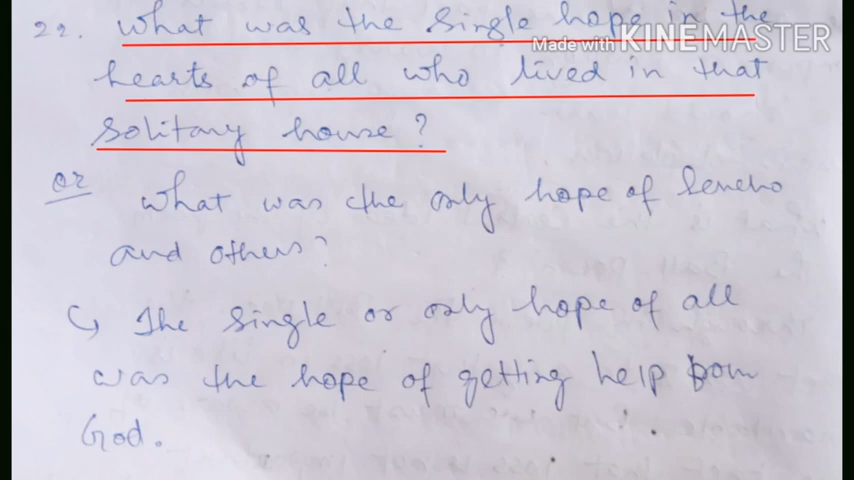 22. What was the single hope in the
Made with KINEMASTER
hearts of all who lived in that
solitary house?
or
What was the only hope of Lencho
and others?
↳ The single or only hope of all
was the hope of getting help from
God.